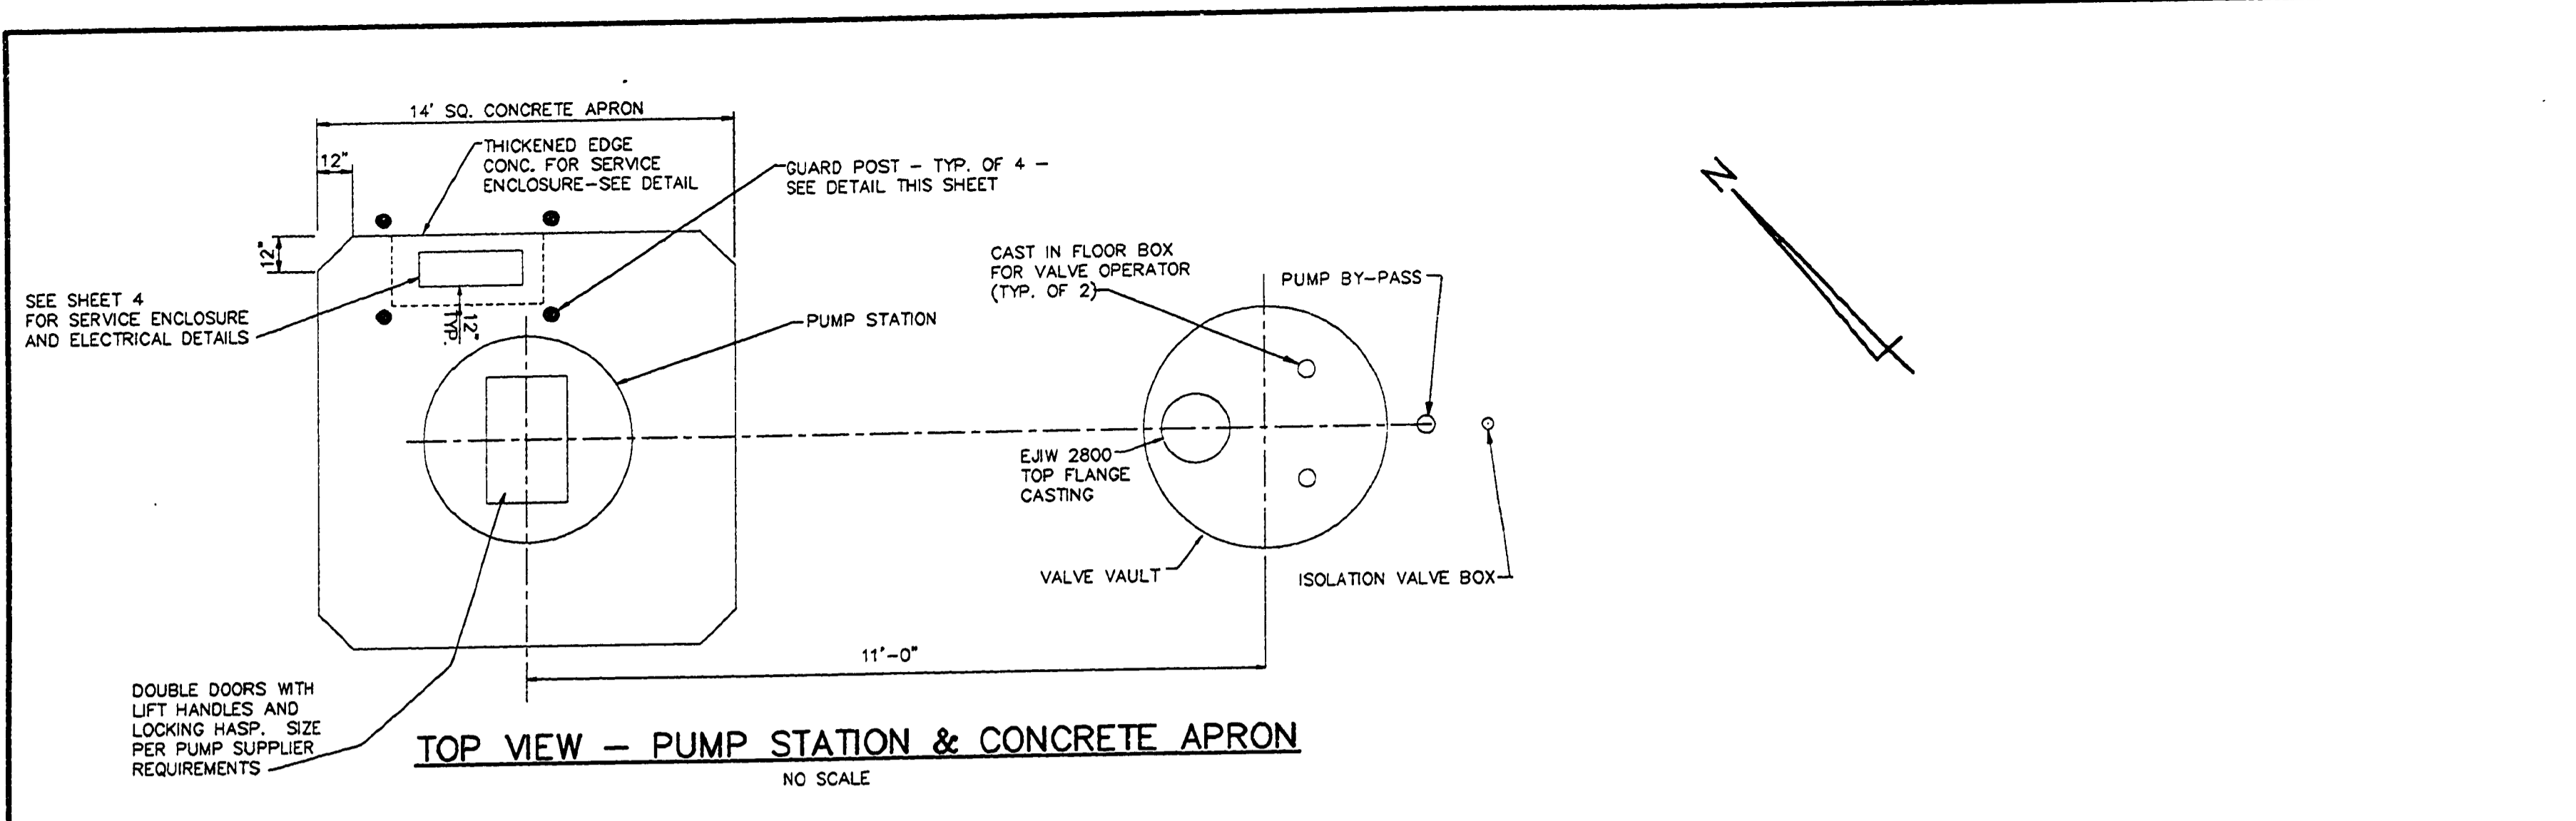 14' SQ. CONCRETE APRON
12"
THICKENED EDGE
CONC. FOR SERVICE
ENCLOSURE-SEE DETAIL
GUARD POST - TYP. OF 4 -
SEE DETAIL THIS SHEET
N
12"
SEE SHEET 4
FOR SERVICE ENCLOSURE
AND ELECTRICAL DETAILS
12"
TYP.
PUMP STATION
CAST IN FLOOR BOX
FOR VALVE OPERATOR
(TYP. OF 2)
PUMP BY-PASS
EJIW 2800
TOP FLANGE
CASTING
VALVE VAULT
ISOLATION VALVE BOX
11'-0"
DOUBLE DOORS WITH
LIFT HANDLES AND
LOCKING HASP. SIZE
PER PUMP SUPPLIER
REQUIREMENTS
TOP VIEW - PUMP STATION & CONCRETE APRON
NO SCALE